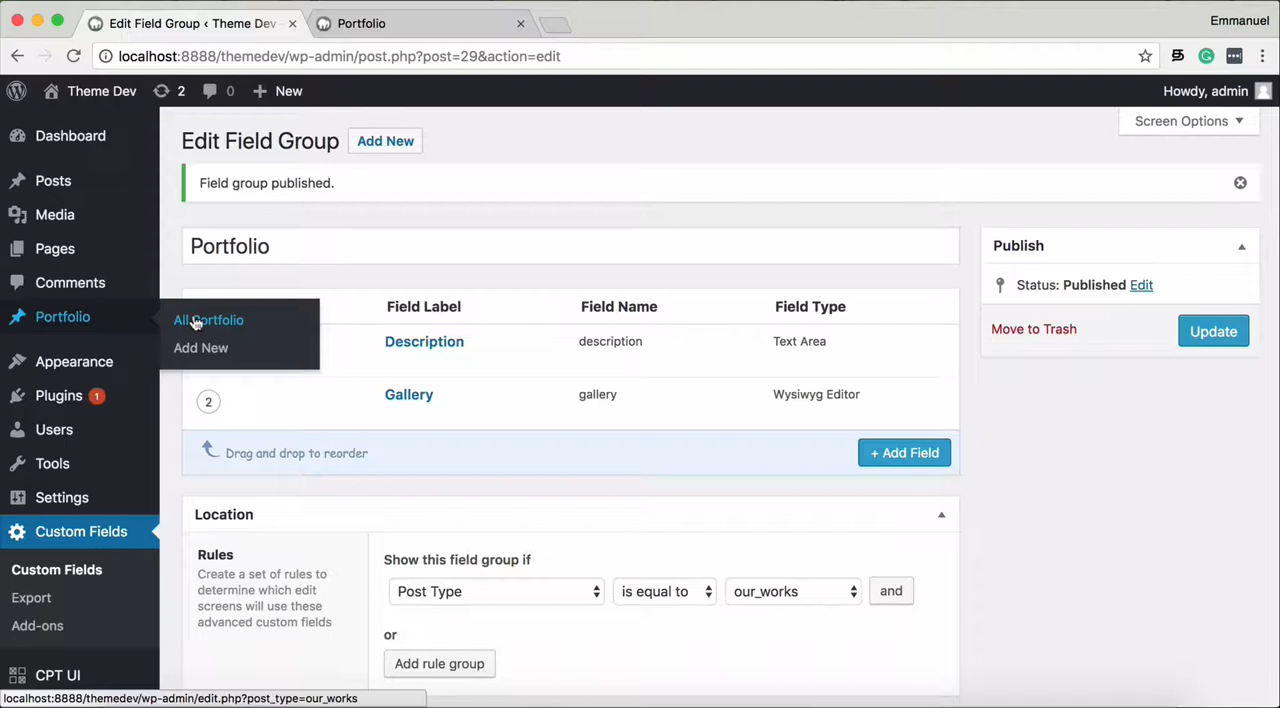 Edit Field Group ‹ Theme Dev
Portfolio
Emmanuel
localhost:8888/themedev/wp-admin/post.php?post=29&action=edit
Theme Dev
2
0
New
Howdy, admin
Screen Options
Dashboard
Posts
Media
Pages
Comments
Portfolio
All Portfolio
Add New
Appearance
Plugins 1
Users
Tools
Settings
Custom Fields
Custom Fields
Export
Add-ons
CPT UI
Edit Field Group
Add New
Field group published.
Portfolio
Field Label Field Name Field Type
Description description Text Area
2 Gallery gallery Wysiwyg Editor
Drag and drop to reorder
+ Add Field
Location
Rules
Create a set of rules to
determine which edit
screens will use these
advanced custom fields
Show this field group if
Post Type is equal to our_works and
or
Add rule group
Publish
Status: Published Edit
Move to Trash
Update
localhost:8888/themedev/wp-admin/edit.php?post_type=our_works